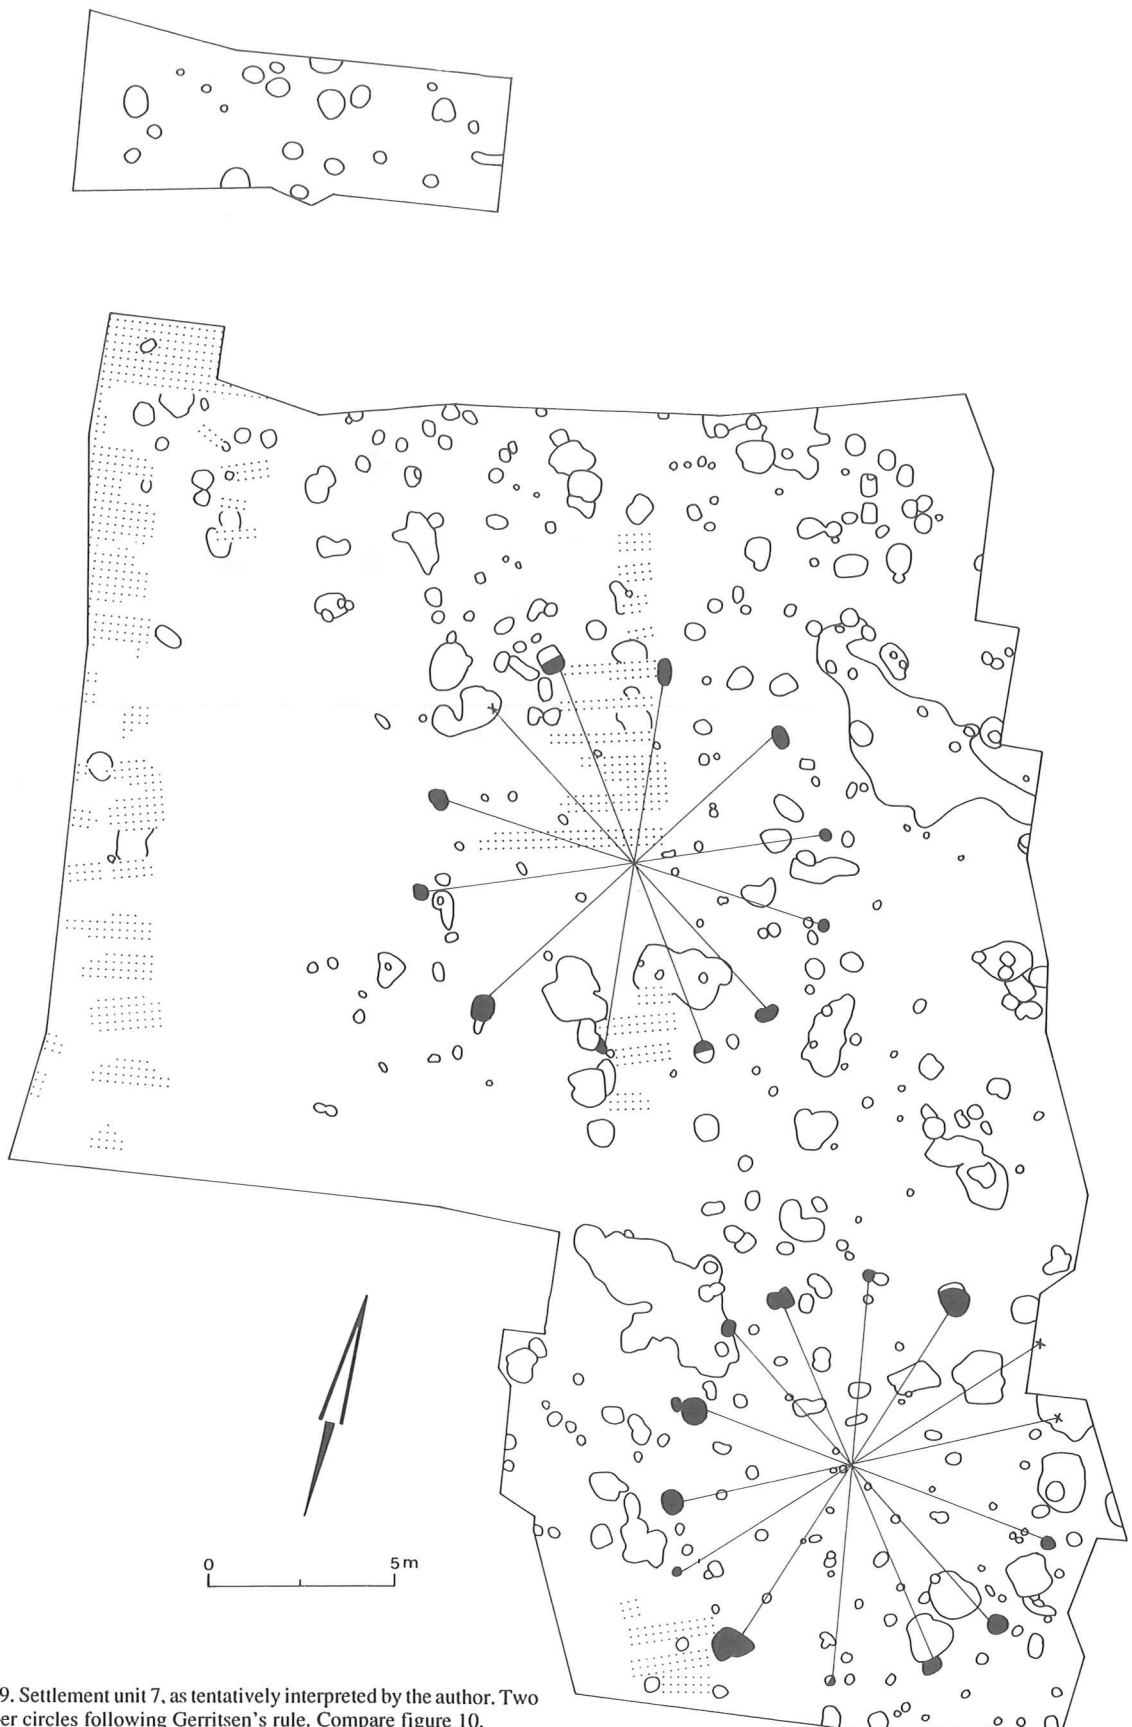 0 5 m
9. Settlement unit 7, as tentatively interpreted by the author. Two
er circles following Gerritsen's rule. Compare figure 10.